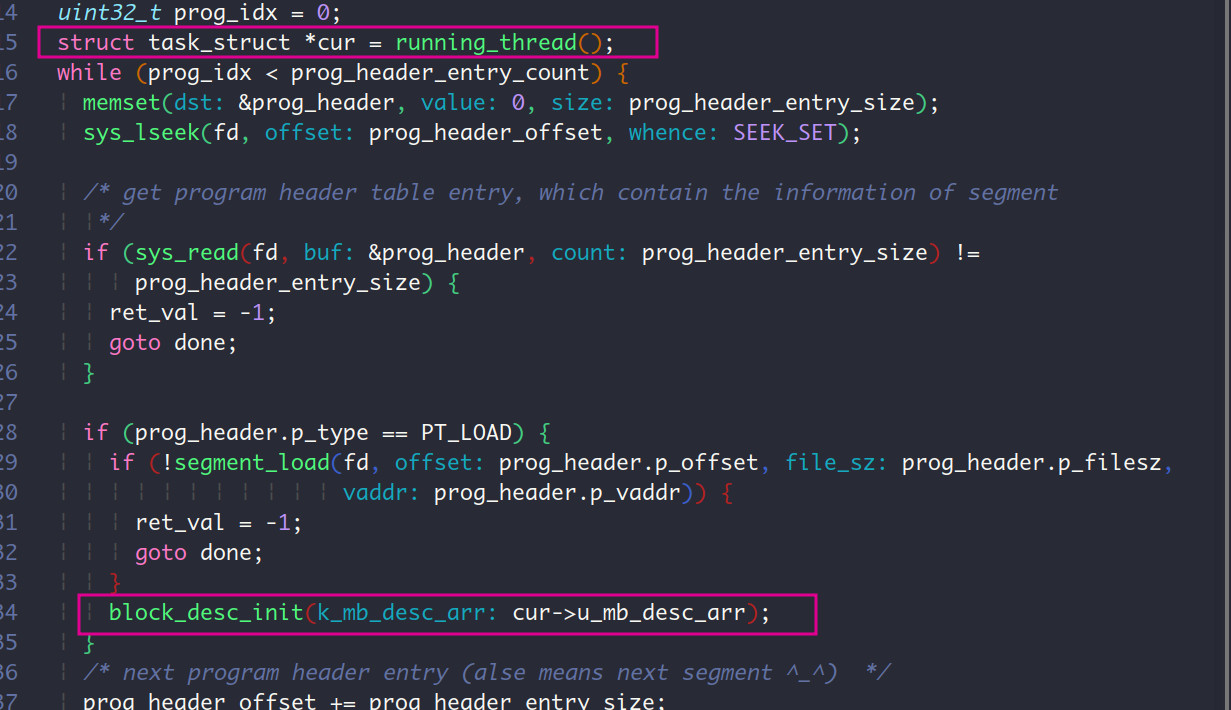 14 uint32_t prog_idx = 0;
15 struct task_struct *cur = running_thread();
16 while (prog_idx < prog_header_entry_count) {
17 memset(dst: &prog_header, value: 0, size: prog_header_entry_size);
18 sys_lseek(fd, offset: prog_header_offset, whence: SEEK_SET);
19
20 /* get program header table entry, which contain the information of segment
21 */
22 if (sys_read(fd, buf: &prog_header, count: prog_header_entry_size) !=
23 prog_header_entry_size) {
24 ret_val = -1;
25 goto done;
26 }
27
28 if (prog_header.p_type == PT_LOAD) {
29 if (!segment_load(fd, offset: prog_header.p_offset, file_sz: prog_header.p_filesz,
30 vaddr: prog_header.p_vaddr)) {
31 ret_val = -1;
32 goto done;
33 }
34 block_desc_init(k_mb_desc_arr: cur->u_mb_desc_arr);
35 }
36 /* next program header entry (alse means next segment ^_^) */
37 prog_header_offset += prog_header_entry_size;